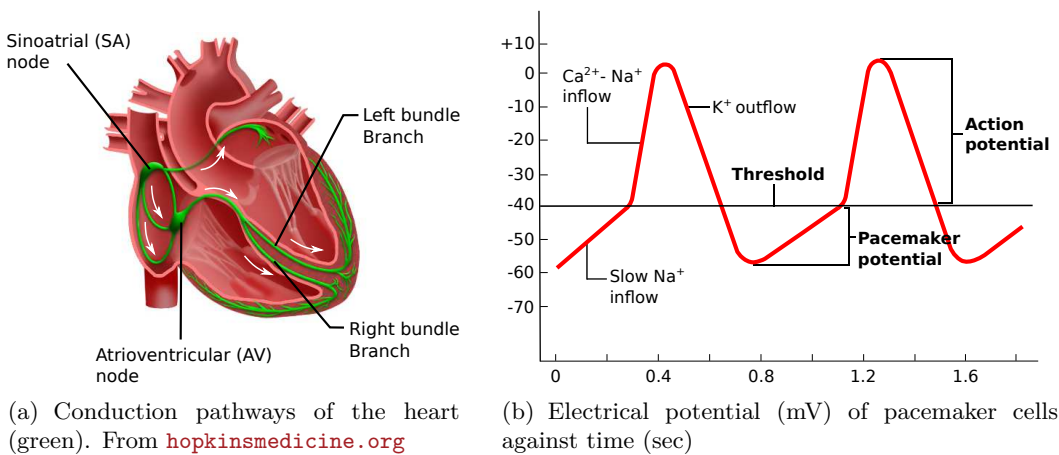 Sinoatrial (SA)
node
Left bundle
Branch
Right bundle
Branch
Atrioventricular (AV)
node
(a) Conduction pathways of the heart
(green). From hopkinsmedicine.org
+10
0
-10
-20
-30
-40
-50
-60
-70
Ca²⁺- Na⁺
inflow
K⁺ outflow
Threshold
Action
potential
Pacemaker
potential
Slow Na⁺
inflow
0 0.4 0.8 1.2 1.6
(b) Electrical potential (mV) of pacemaker cells
against time (sec)